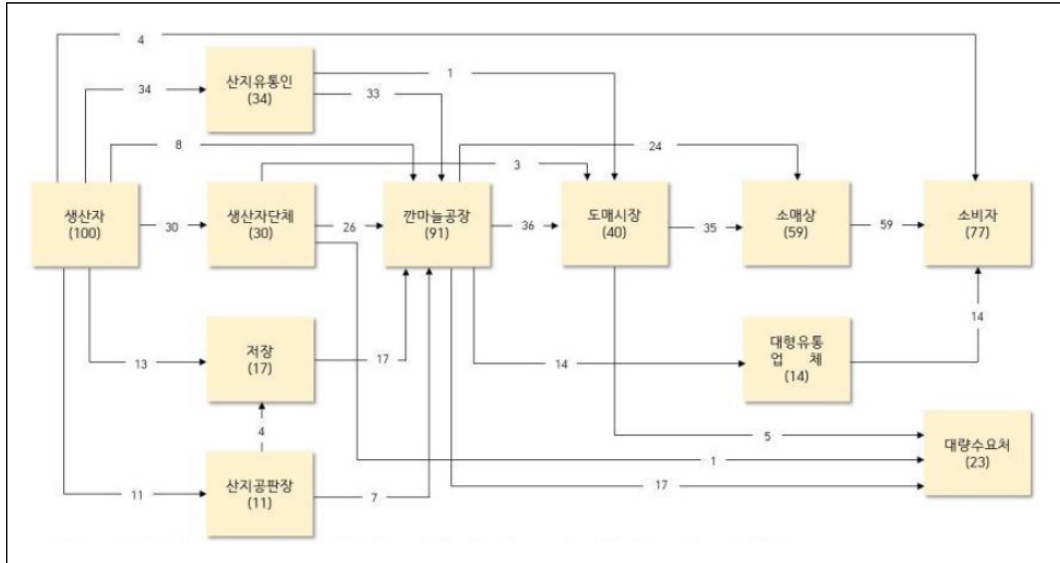 4
산지유통인
(34)
1
34
33
8
24
3
생산자
(100)
30
생산자단체
(30)
26
깐마늘공장
(91)
36
도매시장
(40)
35
소매상
(59)
59
소비자
(77)
13
저장
(17)
17
14
대형유통
업 체
(14)
14
4
5
대량수요처
(23)
1
11
산지공판장
(11)
7
17